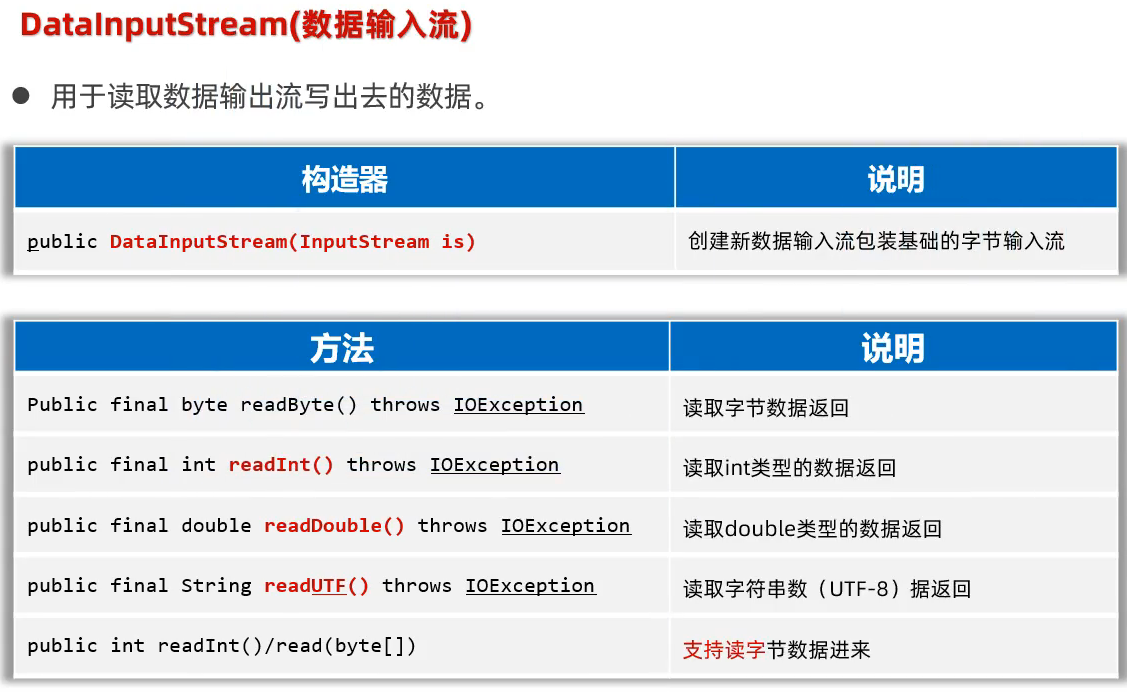 DataInputStream(数据输入流)
● 用于读取数据输出流写出去的数据。
构造器 说明
public DataInputStream(InputStream is) 创建新数据输入流包装基础的字节输入流
方法 说明
Public final byte readByte() throws IOException 读取字节数据返回
public final int readInt() throws IOException 读取int类型的数据返回
public final double readDouble() throws IOException 读取double类型的数据返回
public final String readUTF() throws IOException 读取字符串数（UTF-8）据返回
public int readInt()/read(byte[]) 支持读字节数据进来